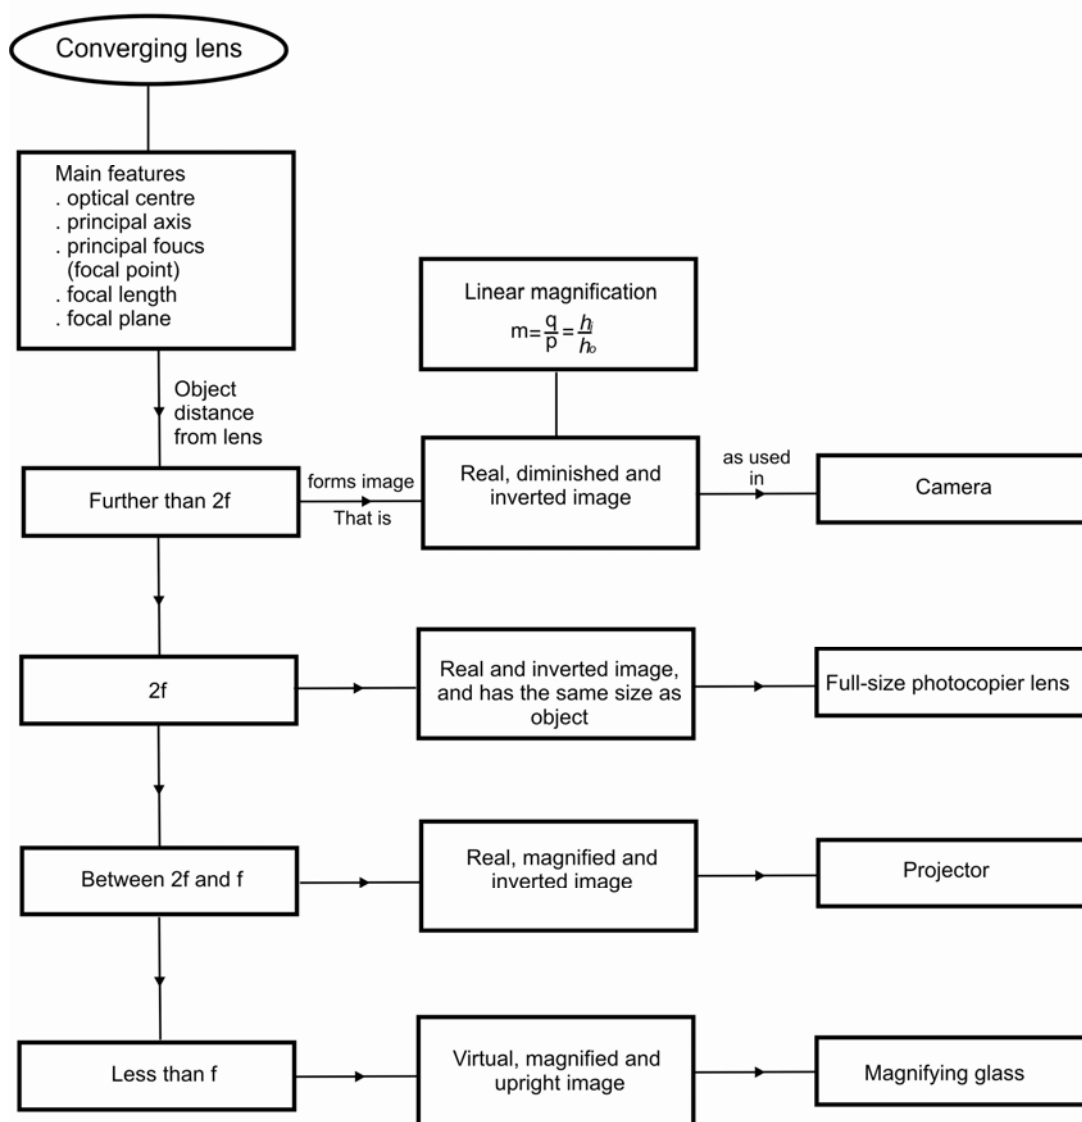 Converging lens
Main features
. optical centre
. principal axis
. principal foucs
(focal point)
. focal length
. focal plane
Linear magnification
m=q/p=hi/ho
Object
distance
from lens
Further than 2f
forms image
That is
Real, diminished and
inverted image
as used
in
Camera
2f
Real and inverted image,
and has the same size as
object
Full-size photocopier lens
Between 2f and f
Real, magnified and
inverted image
Projector
Less than f
Virtual, magnified and
upright image
Magnifying glass